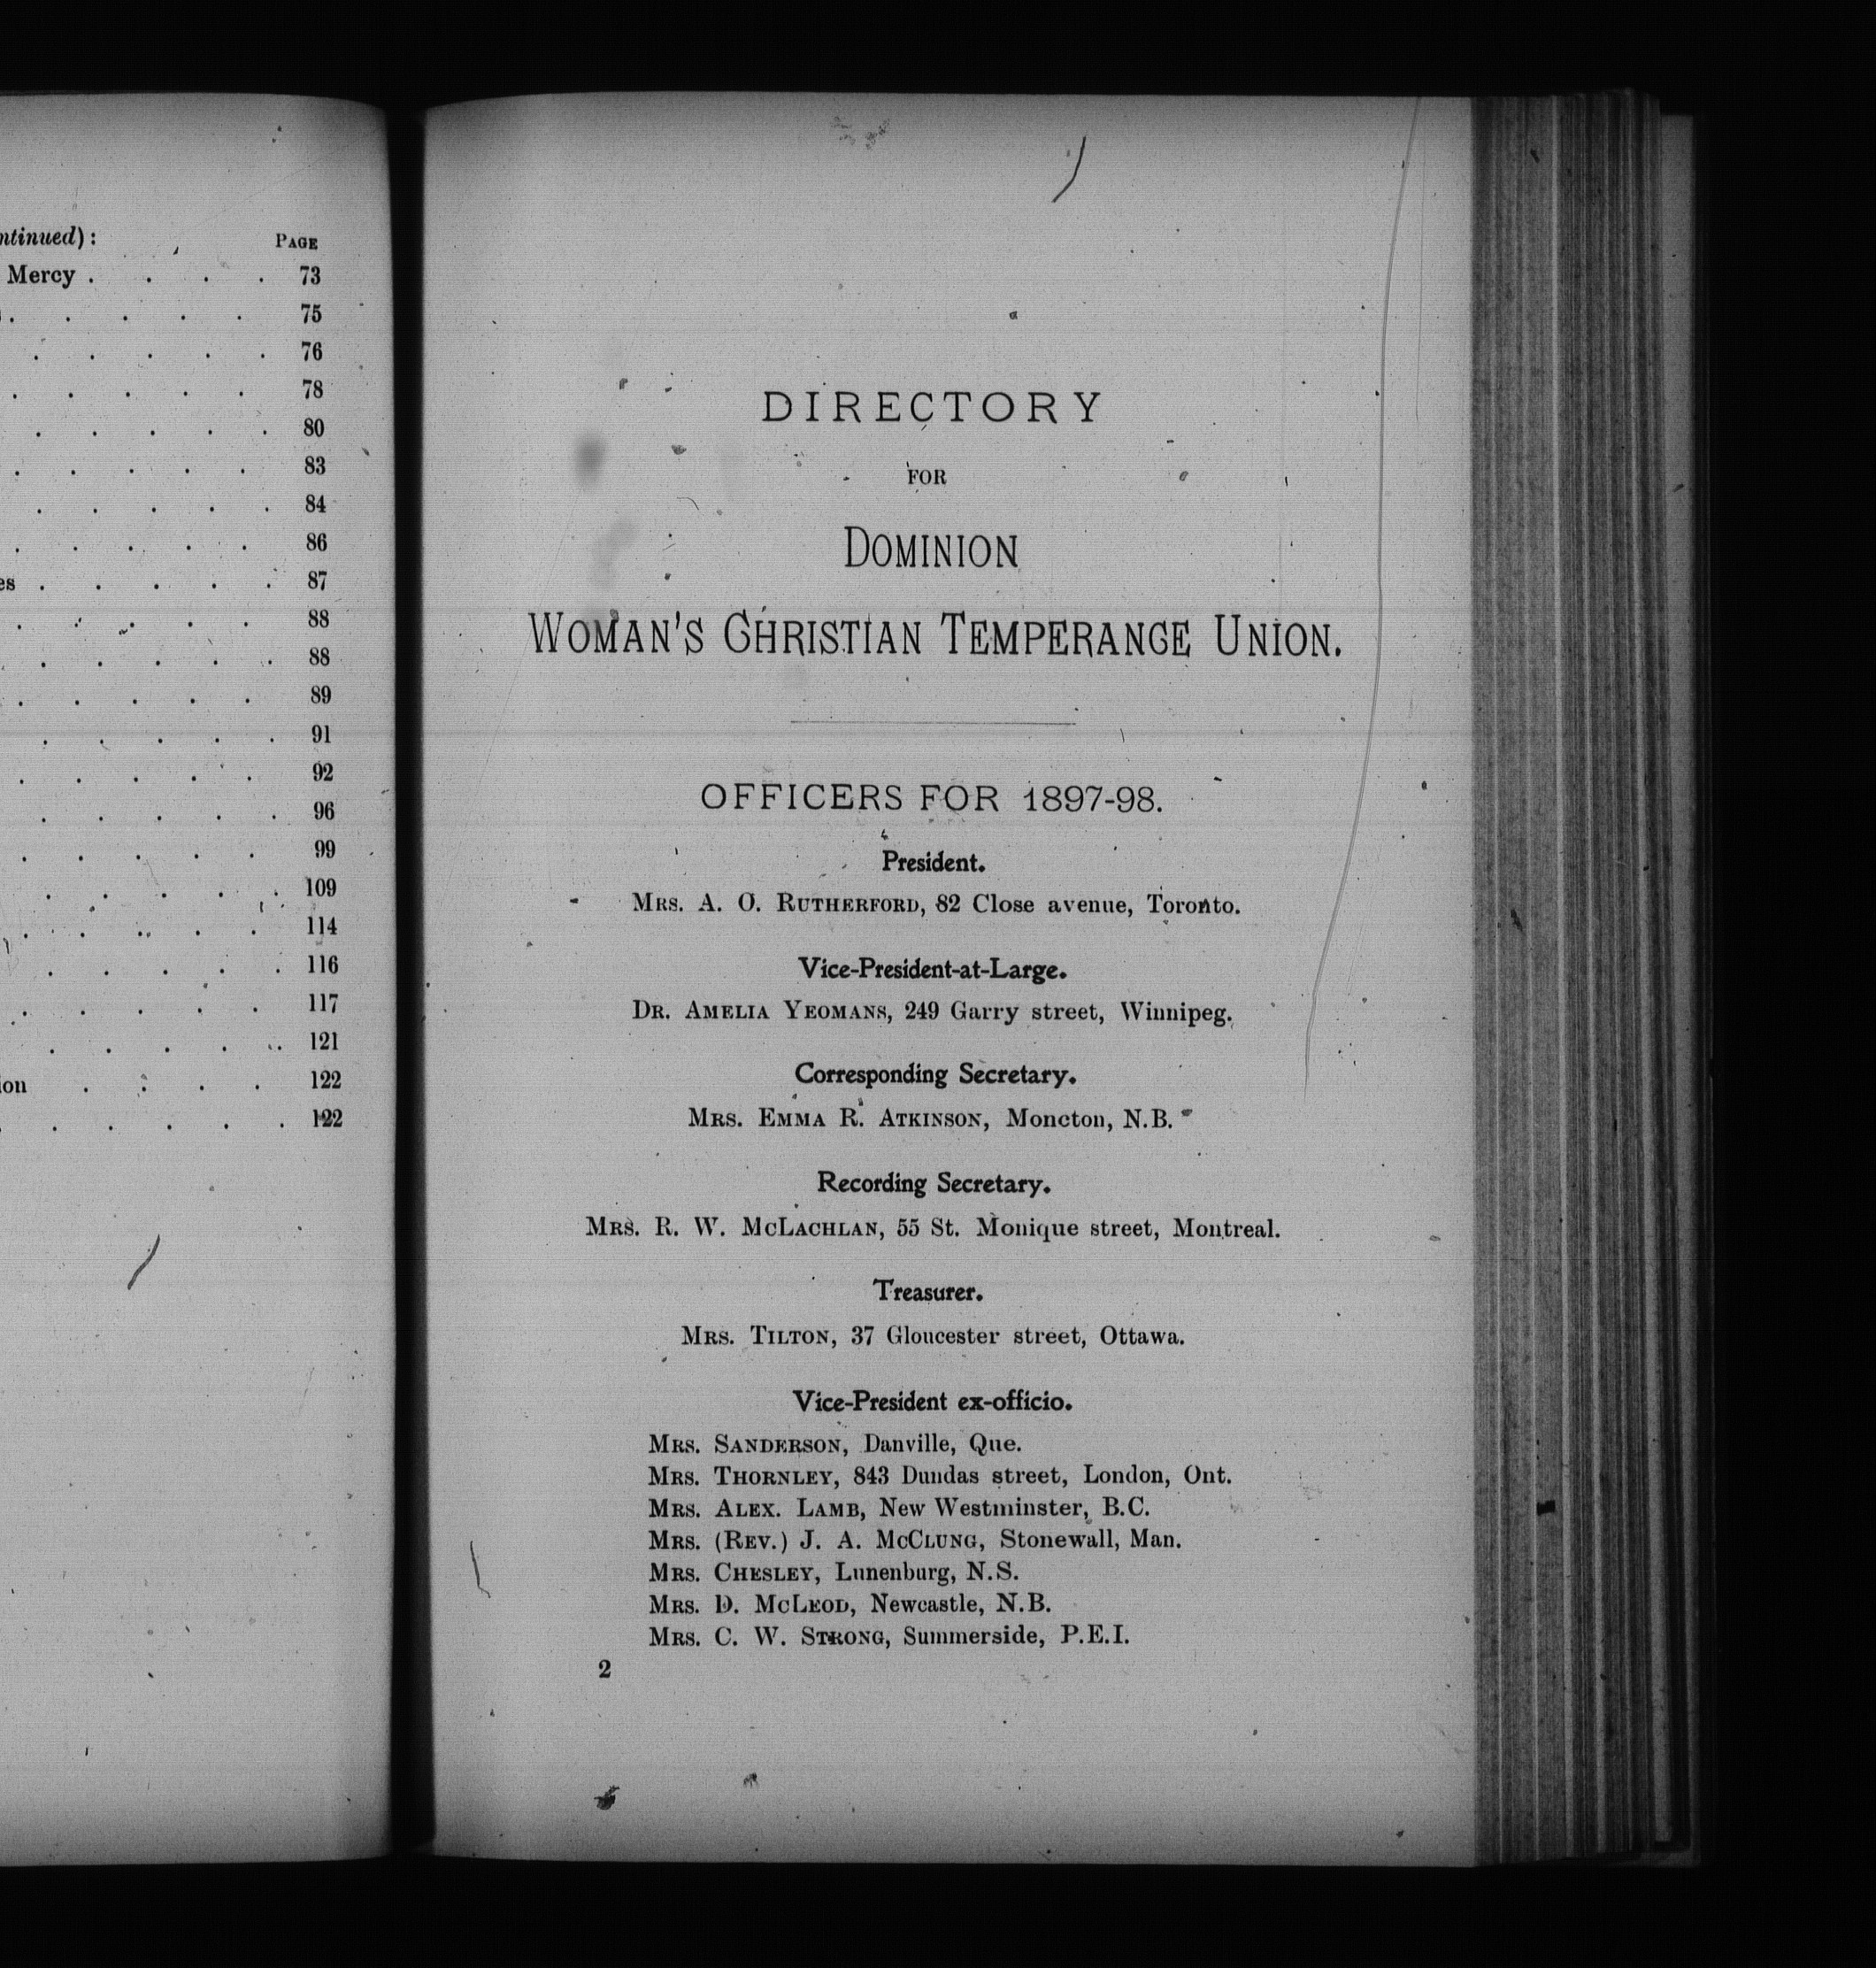 ntinued) : PAGE
Mercy . . . . 73
. . . . . 75
. . . . . 76
. . . . . 78
. . . . . 80
. . . . . 83
. . . . . 84
. . . . . 86
es . . . . . 87
. . . . . 88
. . . . . 88
. . . . . 89
. . . . . 91
. . . . . 92
. . . . . 96
. . . . . 99
. . . . . 109
. . . . . 114
. . . . . 116
. . . . . 117
. . . . . 121
ion . . . . 122
. . . . . . 122
DIRECTORY
FOR
DOMINION
WOMAN'S CHRISTIAN TEMPERANCE UNION.
OFFICERS FOR 1897-98.
President.
MRS. A. O. RUTHERFORD, 82 Close avenue, Toronto.
Vice-President-at-Large.
DR. AMELIA YEOMANS, 249 Garry street, Winnipeg.
Corresponding Secretary.
MRS. EMMA R. ATKINSON, Moncton, N.B.
Recording Secretary.
MRS. R. W. MCLACHLAN, 55 St. Monique street, Montreal.
Treasurer.
MRS. TILTON, 37 Gloucester street, Ottawa.
Vice-President ex-officio.
MRS. SANDERSON, Danville, Que.
MRS. THORNLEY, 843 Dundas street, London, Ont.
MRS. ALEX. LAMB, New Westminster, B.C.
MRS. (REV.) J. A. MCCLUNG, Stonewall, Man.
MRS. CHESLEY, Lunenburg, N.S.
MRS. D. MCLEOD, Newcastle, N.B.
MRS. C. W. STRONG, Summerside, P.E.I.
2